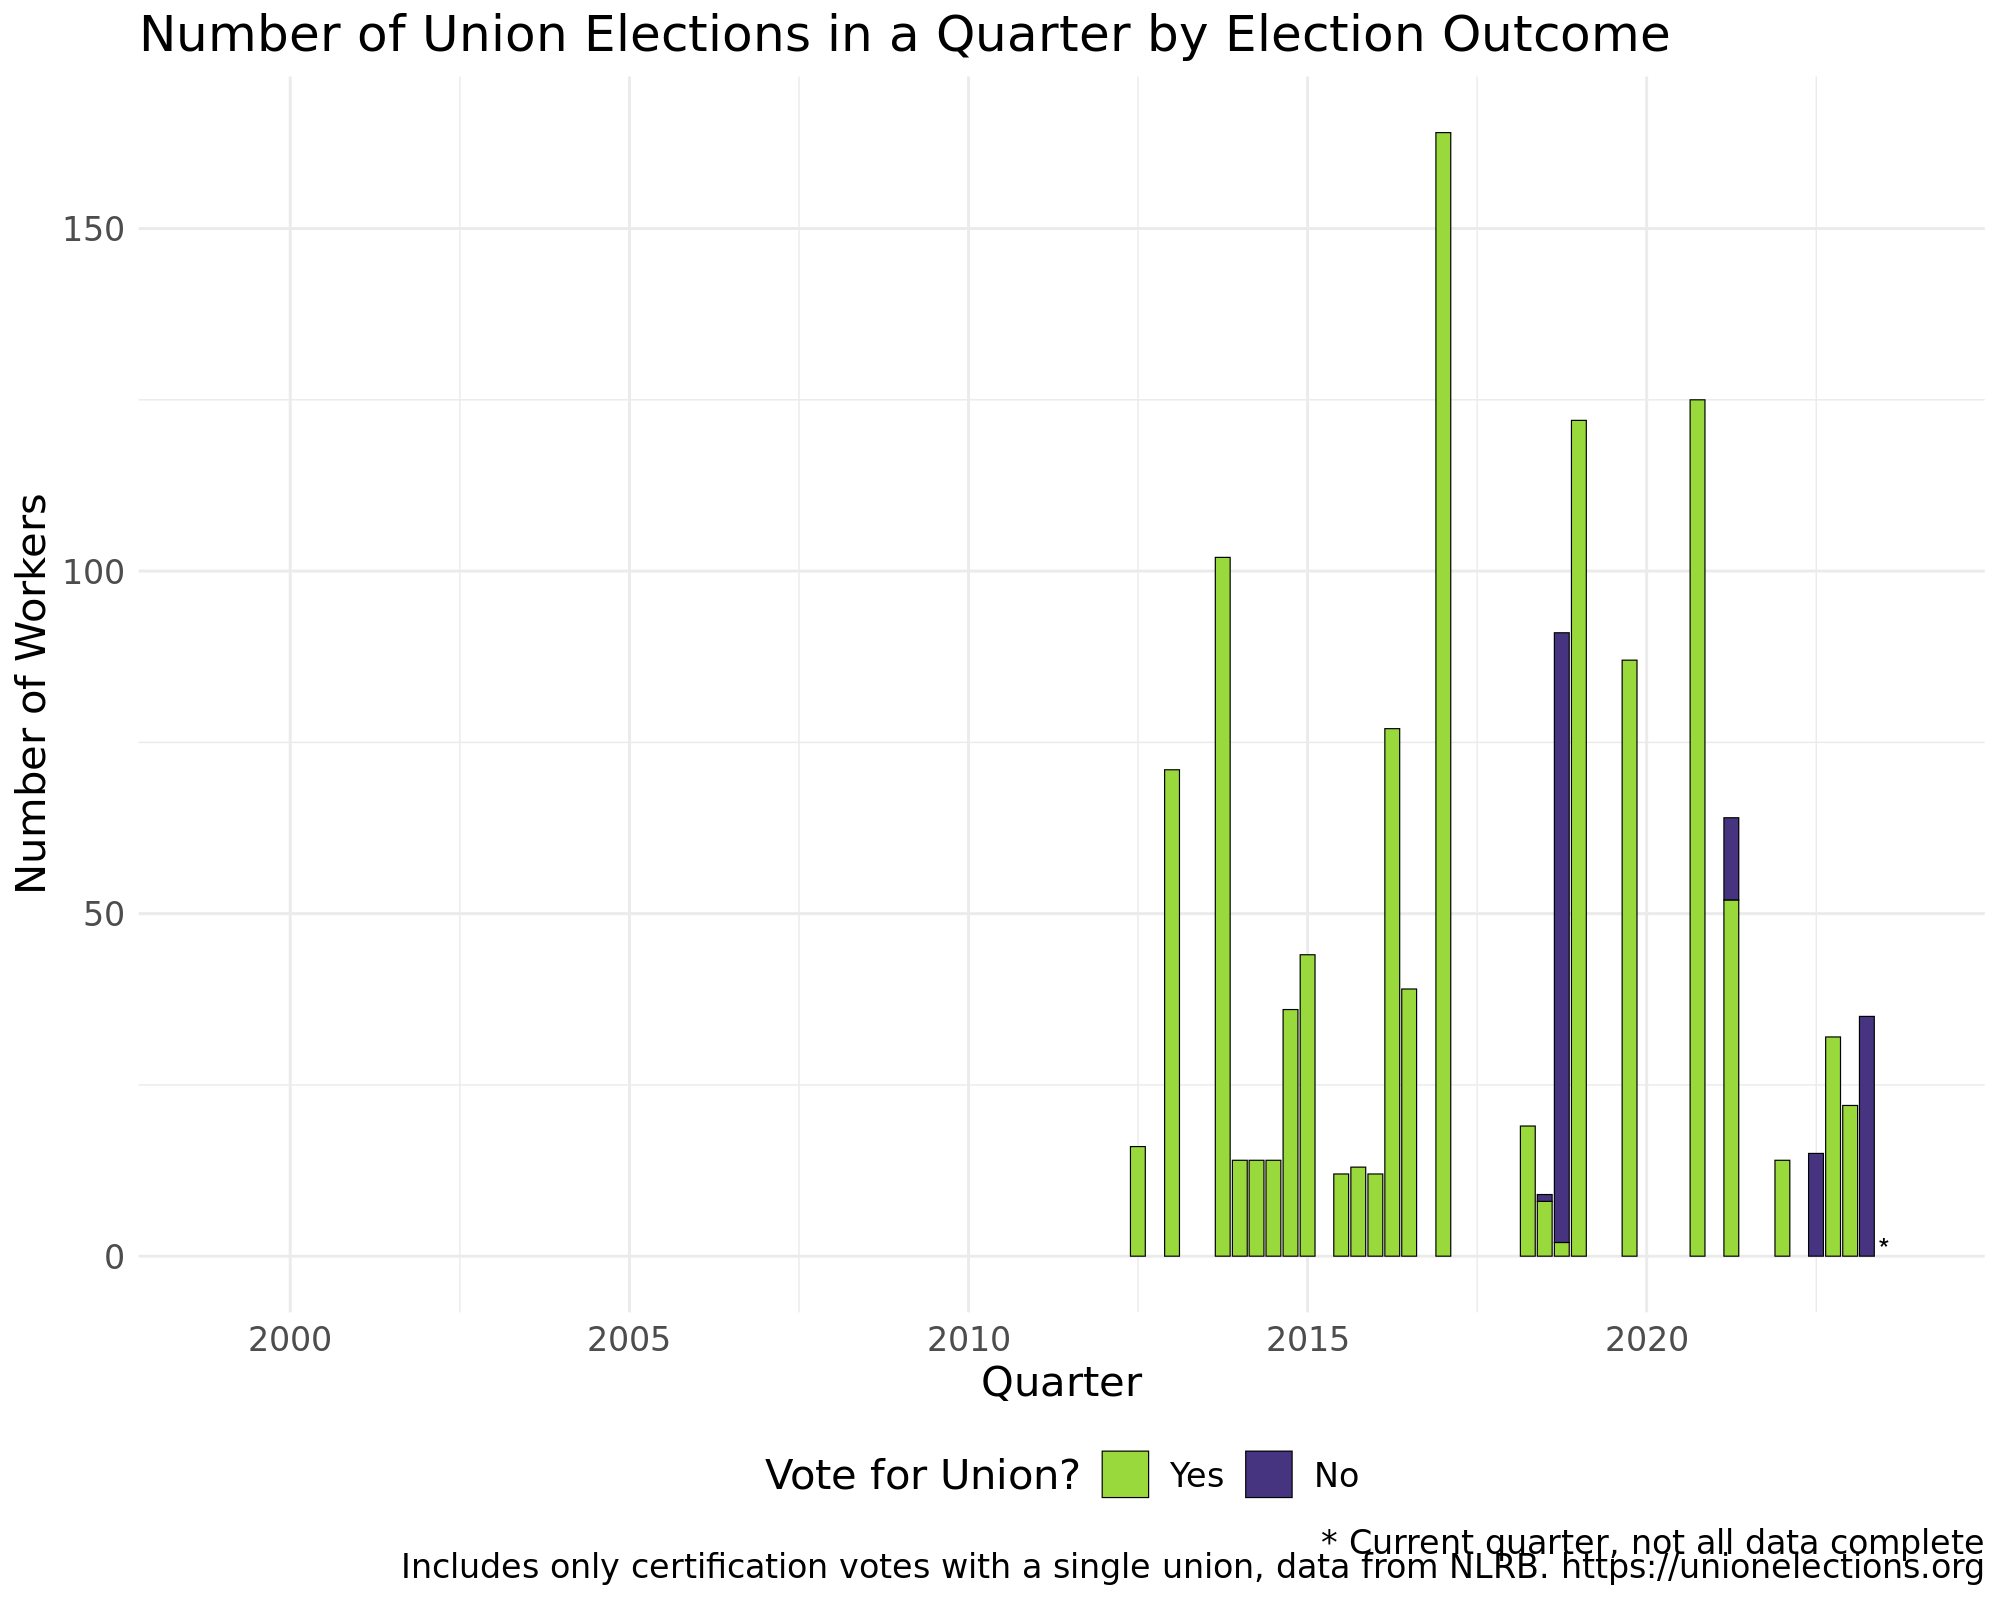 Number of Union Elections in a Quarter by Election Outcome
Number of Workers
150
100
50
0
*
2000 2005 2010 2015 2020
Quarter
Vote for Union? Yes No
* Current quarter, not all data complete
Includes only certification votes with a single union, data from NLRB. https://unionelections.org